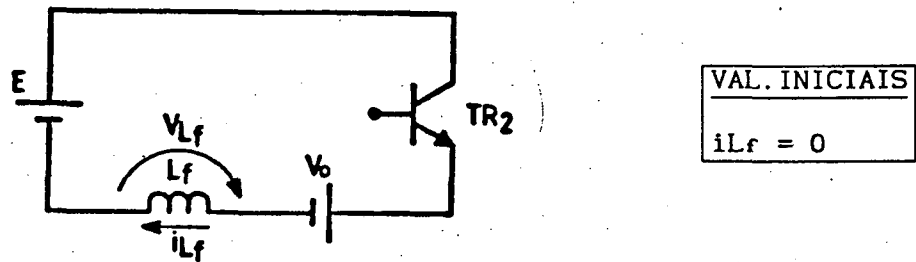 E
VLf
Lf
iLf
Vo
TR2
VAL. INICIAIS
iLf = 0